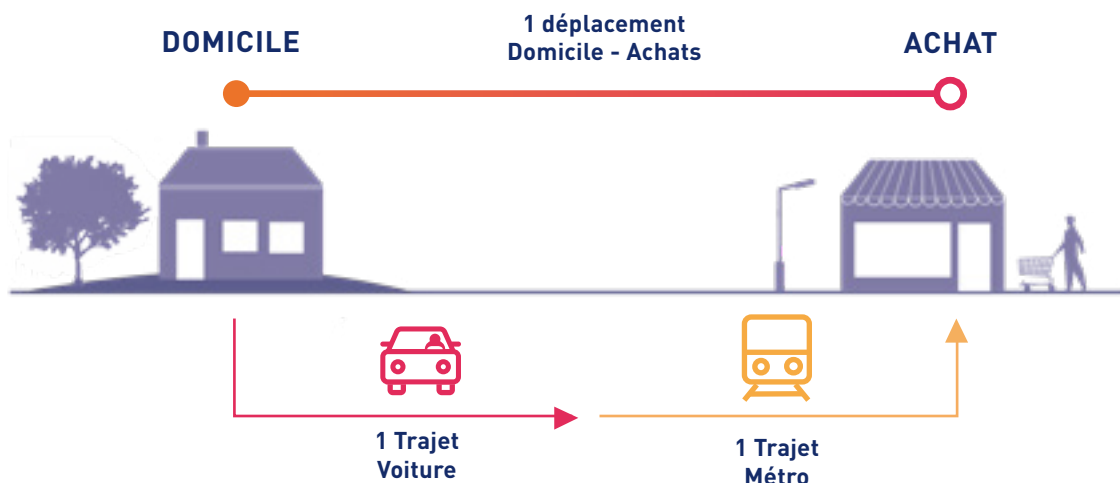 DOMICILE
1 déplacement
Domicile - Achats
ACHAT
1 Trajet
Voiture
1 Trajet
Métro